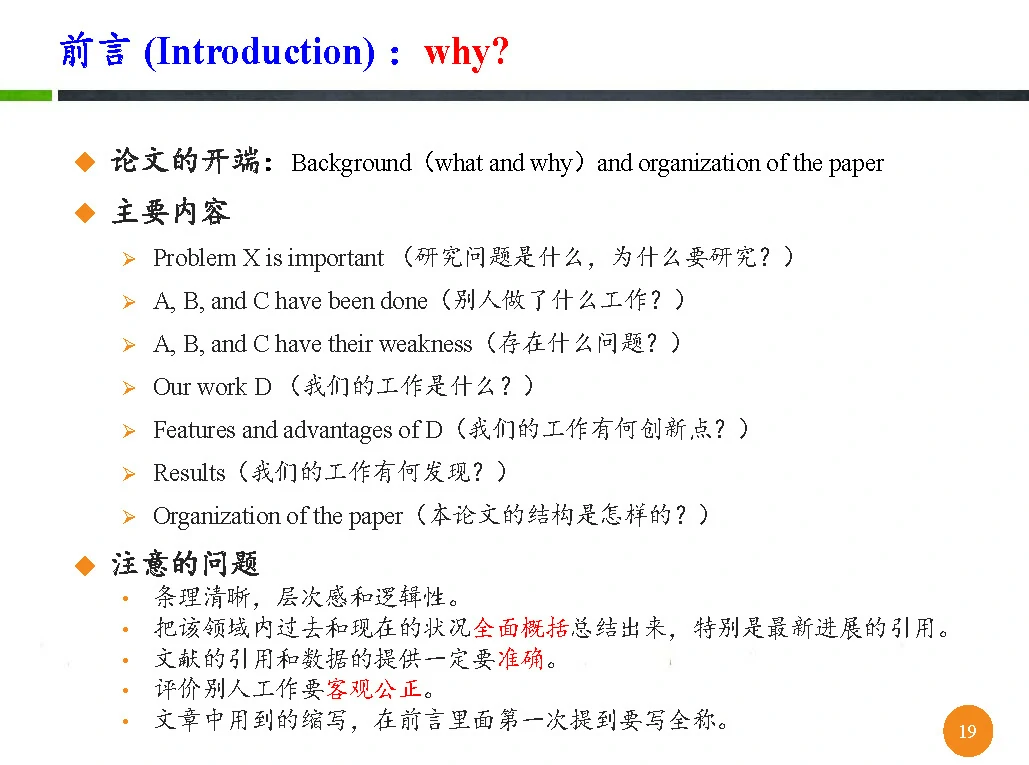 前言 (Introduction) ：why?
论文的开端：Background（what and why）and organization of the paper
主要内容
Problem X is important （研究问题是什么，为什么要研究？）
A, B, and C have been done（别人做了什么工作？）
A, B, and C have their weakness（存在什么问题？）
Our work D （我们的工作是什么？）
Features and advantages of D（我们的工作有何创新点？）
Results（我们的工作有何发现？）
Organization of the paper（本论文的结构是怎样的？）
注意的问题
条理清晰，层次感和逻辑性。
把该领域内过去和现在的状况全面概括总结出来，特别是最新进展的引用。
文献的引用和数据的提供一定要准确。
评价别人工作要客观公正。
文章中用到的缩写，在前言里面第一次提到要写全称。
19